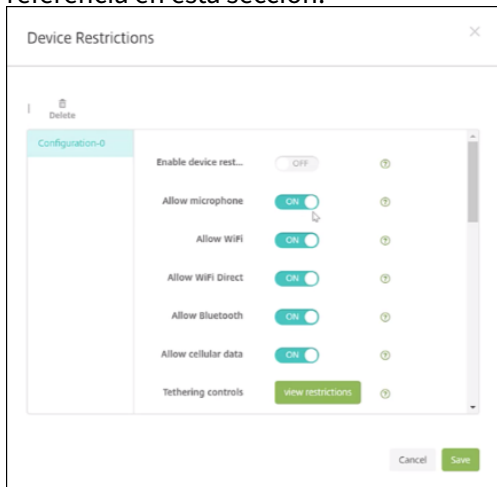 referencia en esta sección.
Device Restrictions
Delete
Configuration-0
Enable device rest... OFF
Allow microphone ON
Allow WiFi ON
Allow WiFi Direct ON
Allow Bluetooth ON
Allow cellular data ON
Tethering controls view restrictions
Cancel Save